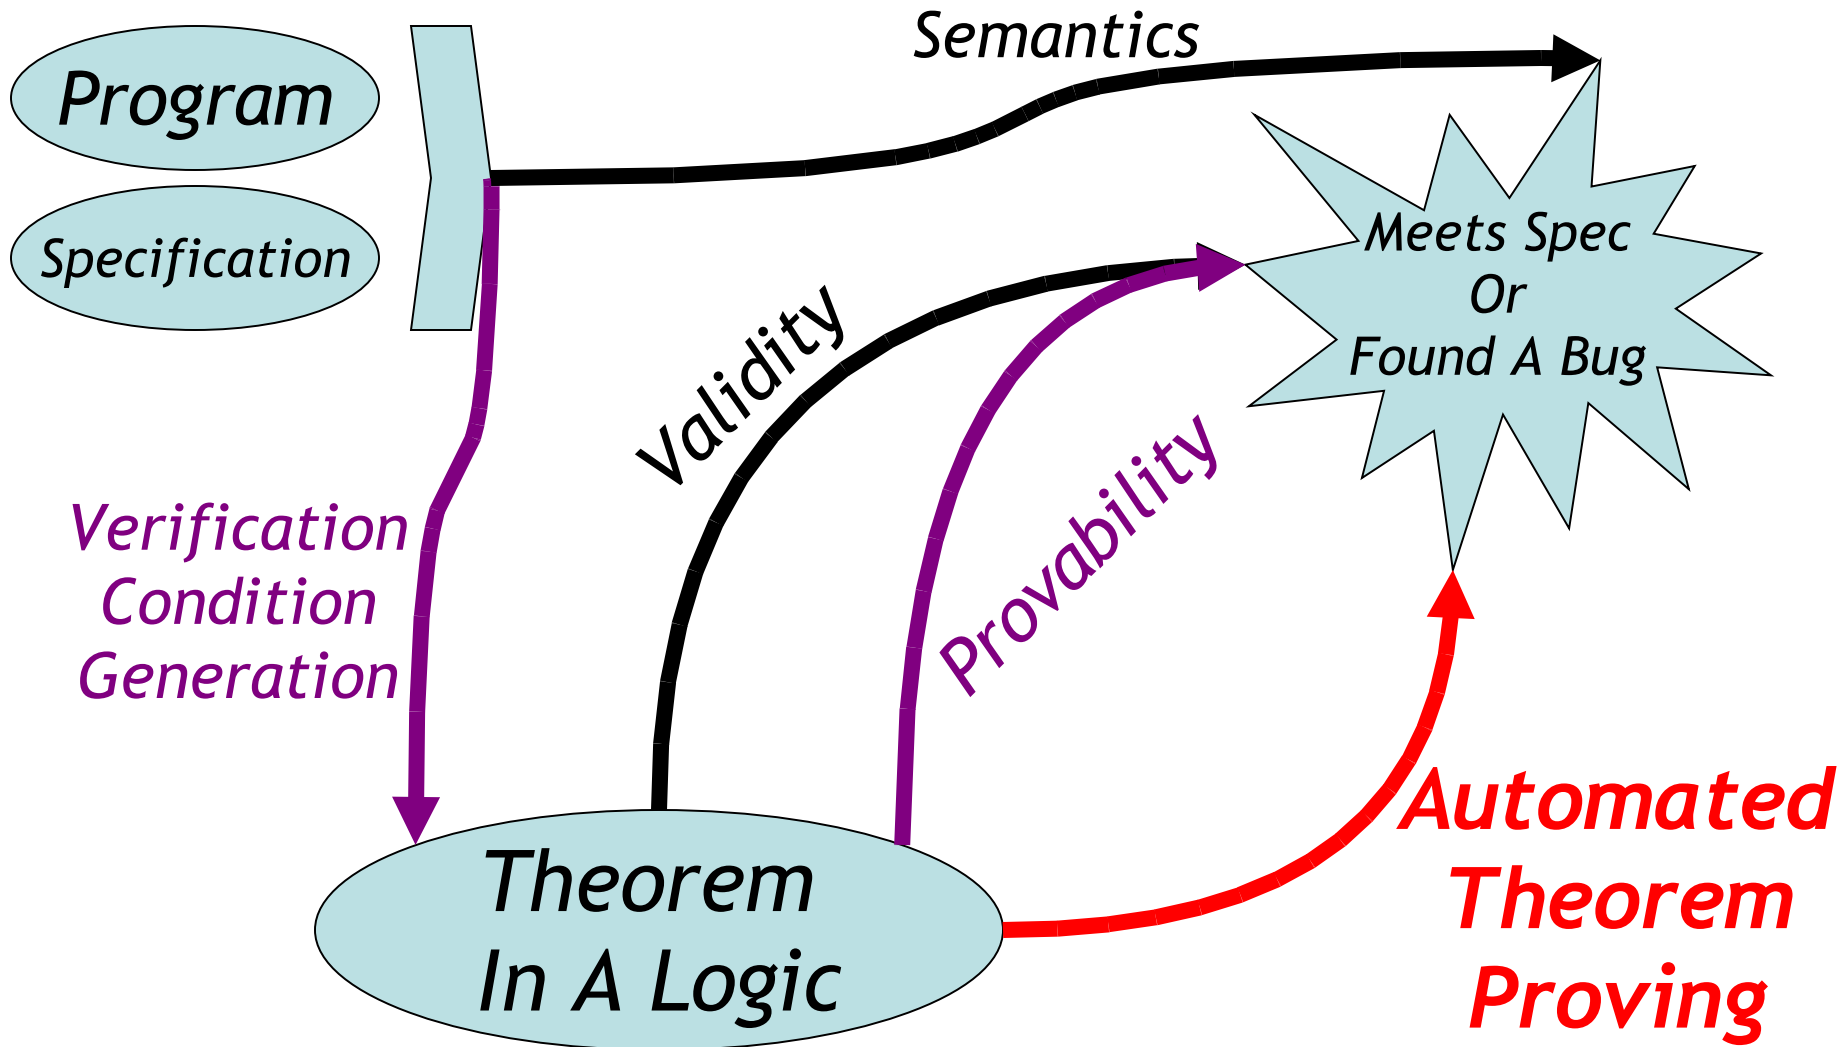 Semantics
Program
Specification
Meets Spec
Or
Found A Bug
Validity
Provability
Verification
Condition
Generation
Automated
Theorem
Proving
Theorem
In A Logic